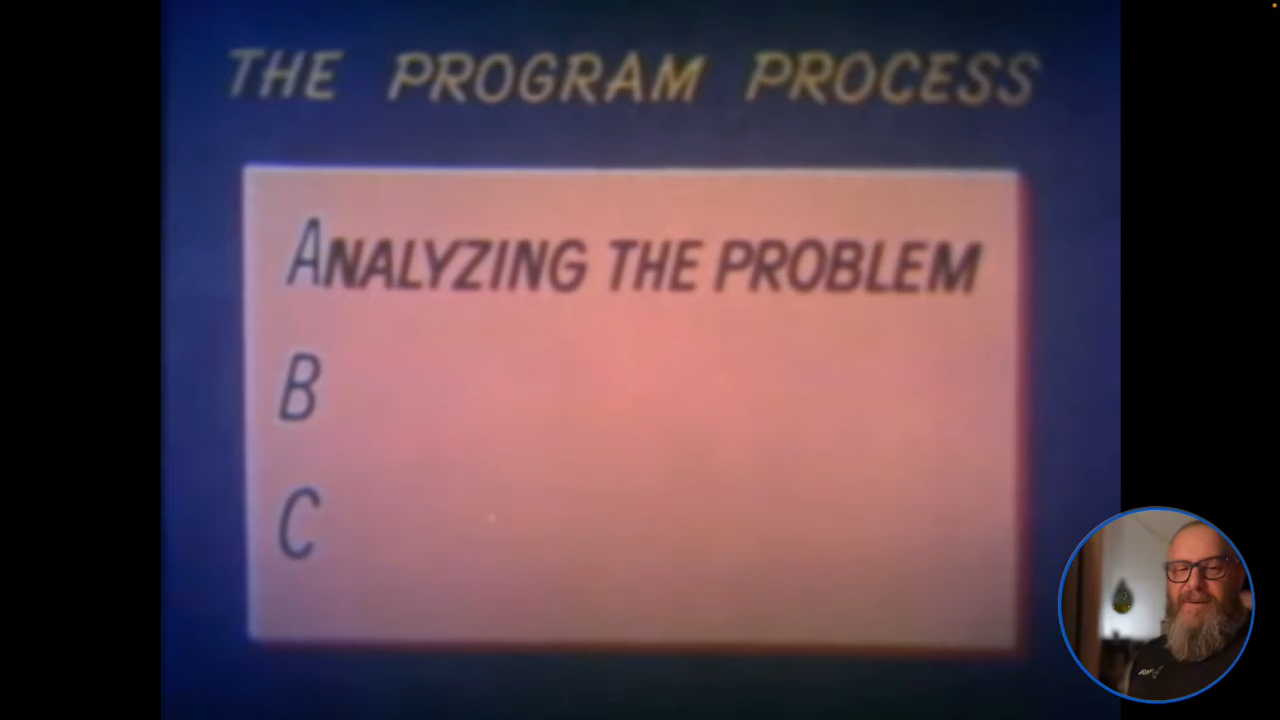 THE PROGRAM PROCESS
ANALYZING THE PROBLEM
B
C